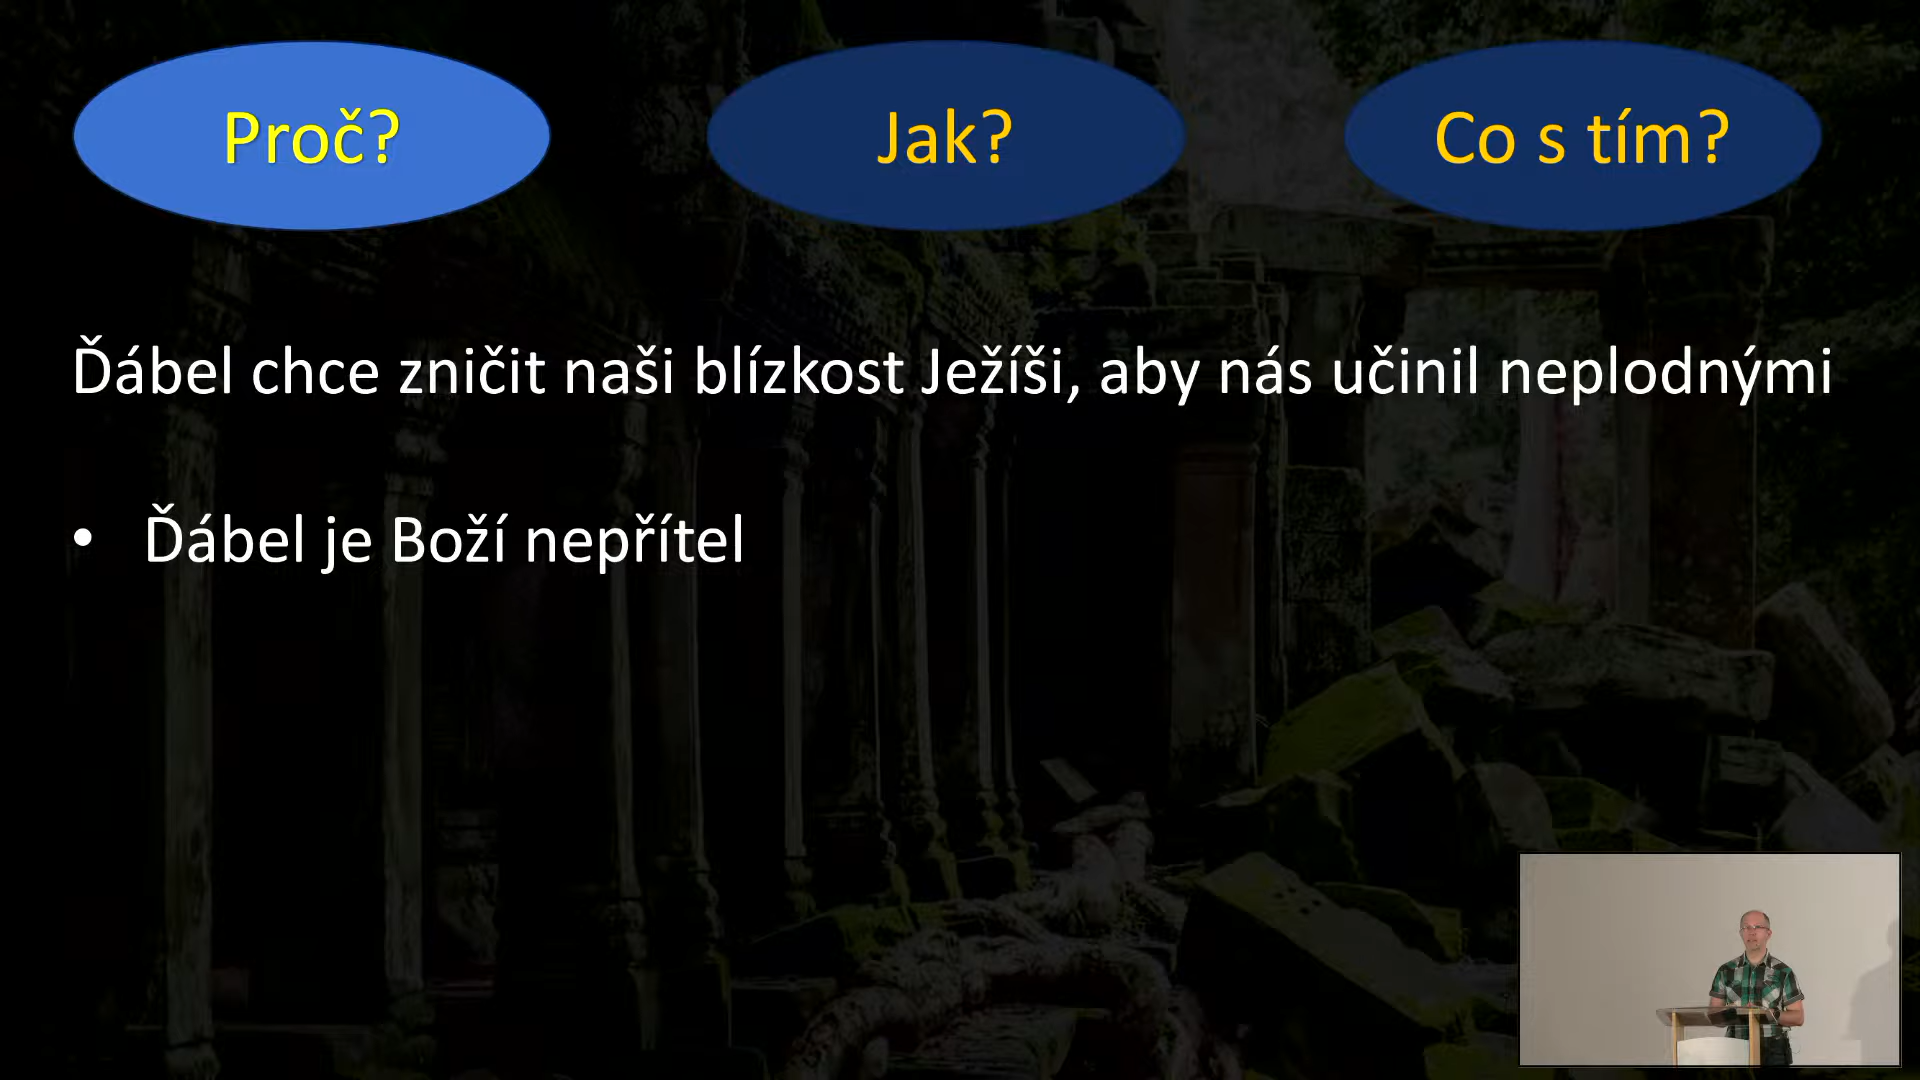 Proč?
Jak?
Co s tím?
Ďábel chce zničit naši blízkost Ježíši, aby nás učinil neplodnými
• Ďábel je Boží nepřítel